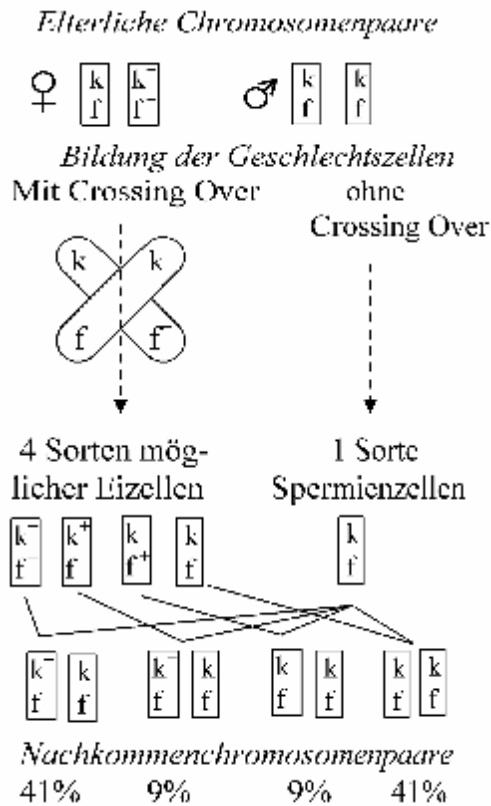 Elterliche Chromosomenpaare
♀ k k⁻ ♂ k k
f f⁻ f f
Bildung der Geschlechtszellen
Mit Crossing Over ohne
Crossing Over
k k
f f⁻
4 Sorten mög- 1 Sorte
licher Eizellen Spermienzellen
k⁻ k⁺ k k k
f⁻ f f⁺ f f
k⁻ k k⁻ k k k k k
f f f f f f f f
Nachkommenchromosomenpaare
41% 9% 9% 41%